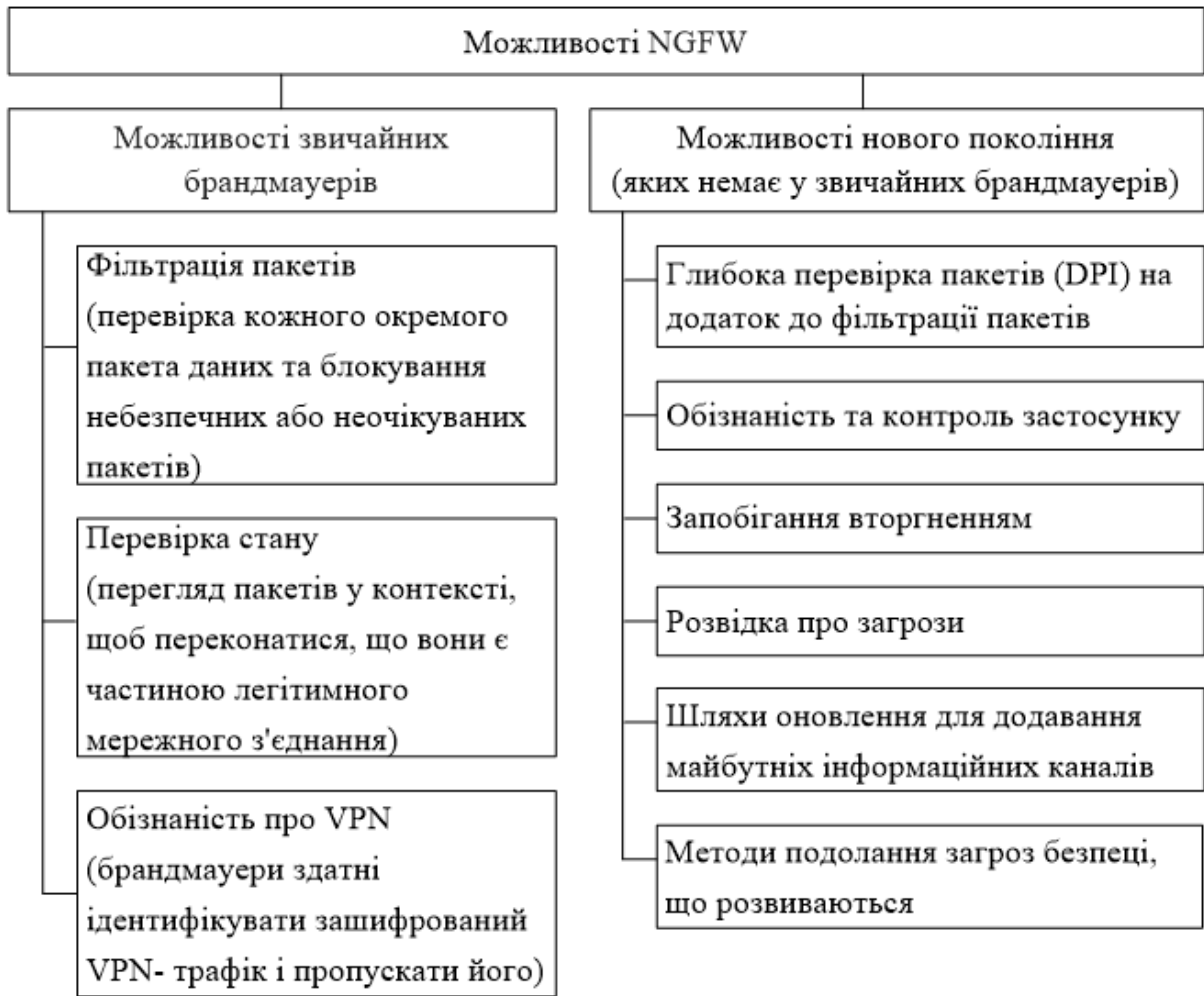 Можливості NGFW
Можливості звичайних
брандмауерів
Фільтрація пакетів
(перевірка кожного окремого
пакета даних та блокування
небезпечних або неочікуваних
пакетів)
Перевірка стану
(перегляд пакетів у контексті,
щоб переконатися, що вони є
частиною легітимного
мережного з'єднання)
Обізнаність про VPN
(брандмауери здатні
ідентифікувати зашифрований
VPN- трафік і пропускати його)
Можливості нового покоління
(яких немає у звичайних брандмауерів)
Глибока перевірка пакетів (DPI) на
додаток до фільтрації пакетів
Обізнаність та контроль застосунку
Запобігання вторгненням
Розвідка про загрози
Шляхи оновлення для додавання
майбутніх інформаційних каналів
Методи подолання загроз безпеці,
що розвиваються